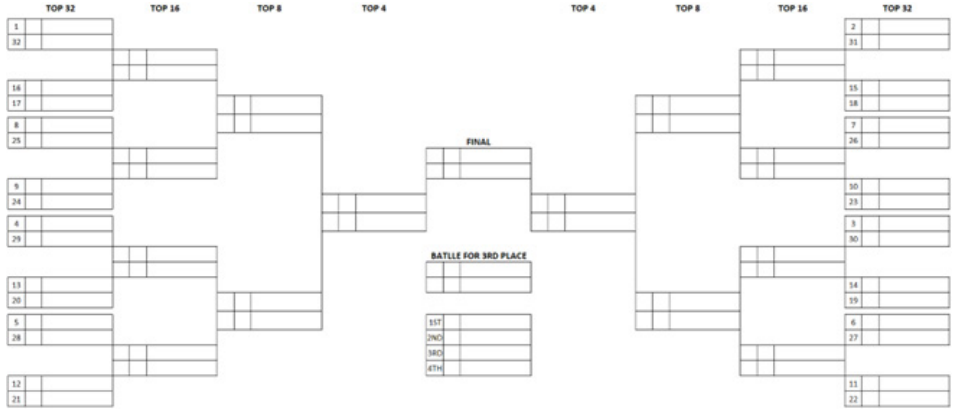 TOP 32 TOP 16 TOP 8 TOP 4 TOP 4 TOP 8 TOP 16 TOP 32
1 2
32 31
16 15
17 18
8 7
25 26
FINAL
9 10
24 23
4 3
29 30
BATLLE FOR 3RD PLACE
13 14
20 19
5 1ST 6
28 2ND 27
3RD
4TH
12 11
21 22